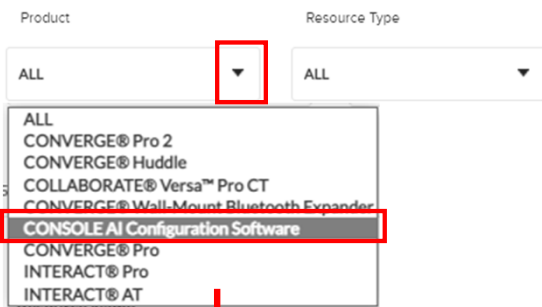 Product
Resource Type
ALL
ALL
ALL
CONVERGE® Pro 2
CONVERGE® Huddle
COLLABORATE® Versa™ Pro CT
CONVERGE® Wall-Mount Bluetooth Expander
CONSOLE AI Configuration Software
CONVERGE® Pro
INTERACT® Pro
INTERACT® AT